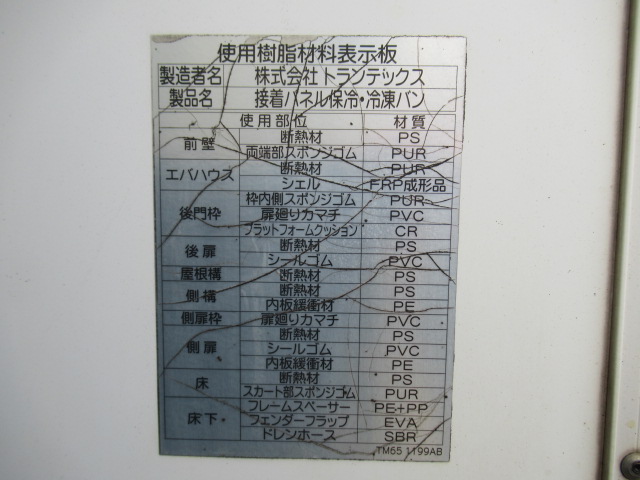 使用樹脂材料表示板
製造者名 株式会社トランテックス
製品名 接着パネル保冷・冷凍バン
使用部位 材質
前壁 断熱材 PS
両端部スポンジゴム PUR
エバハウス 断熱材 PUR
シェル FRP成形品
後門枠 枠内側スポンジゴム PUR
扉廻りカマチ PVC
プラットフォームクッション CR
後扉 断熱材 PS
シールゴム PVC
屋根構 断熱材 PS
側構 断熱材 PS
内板緩衝材 PE
側扉枠 扉廻りカマチ PVC
側扉 断熱材 PS
シールゴム PVC
内板緩衝材 PE
床 断熱材 PS
スカート部スポンジゴム PUR
床下 フレームスペーサー PE+PP
フェンダーフラップ EVA
ドレンホース SBR
TM65 1199AB